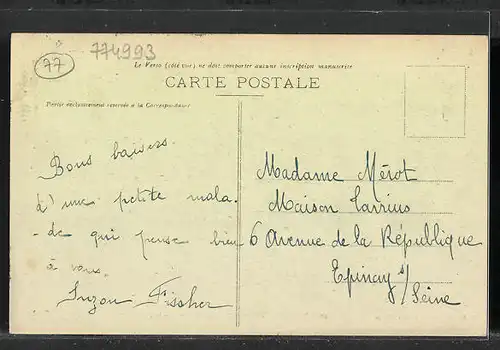 77
774993
Le Verso (côté vue) ne doit comporter aucune inscription manuscrite
CARTE POSTALE
Partie exclusivement réservée à la Correspondance
Bons baisers.
d'une petite mala-
-de qui pense bien
à vous.
Suzon Fischer
Madame Mérot
Maison
6 Avenue de la République
Epinay s/
Seine